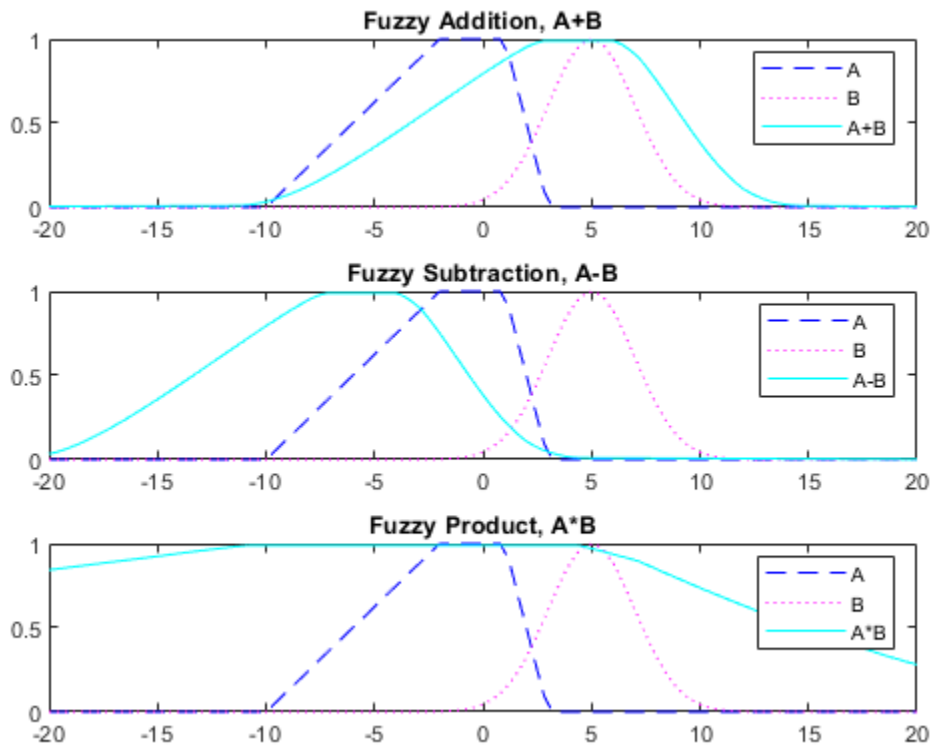 Fuzzy Addition, A+B
1
0.5
0
-20 -15 -10 -5 0 5 10 15 20
A
B
A+B
Fuzzy Subtraction, A-B
1
0.5
0
-20 -15 -10 -5 0 5 10 15 20
A
B
A-B
Fuzzy Product, A*B
1
0.5
0
-20 -15 -10 -5 0 5 10 15 20
A
B
A*B